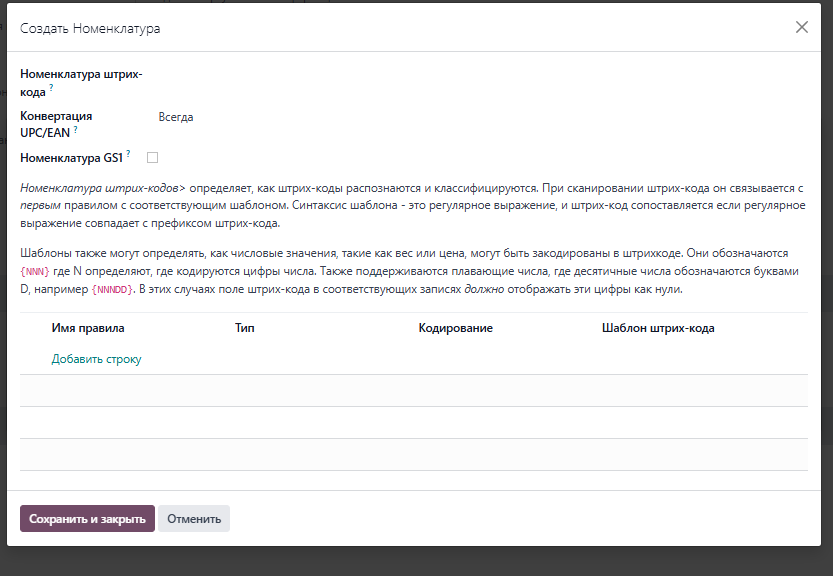 Создать Номенклатура
Номенклатура штрих-
кода ?
Конвертация
UPC/EAN ?
Всегда
Номенклатура GS1 ?
Номенклатура штрих-кодов> определяет, как штрих-коды распознаются и классифицируются. При сканировании штрих-кода он связывается с
первым правилом с соответствующим шаблоном. Синтаксис шаблона - это регулярное выражение, и штрих-код сопоставляется если регулярное
выражение совпадает с префиксом штрих-кода.
Шаблоны также могут определять, как числовые значения, такие как вес или цена, могут быть закодированы в штрихкоде. Они обозначаются
{NNN} где N определяют, где кодируются цифры числа. Также поддерживаются плавающие числа, где десятичные числа обозначаются буквами
D, например {NNNDD}. В этих случаях поле штрих-кода в соответствующих записях должно отображать эти цифры как нули.
Имя правила Тип Кодирование Шаблон штрих-кода
Добавить строку
Сохранить и закрыть Отменить